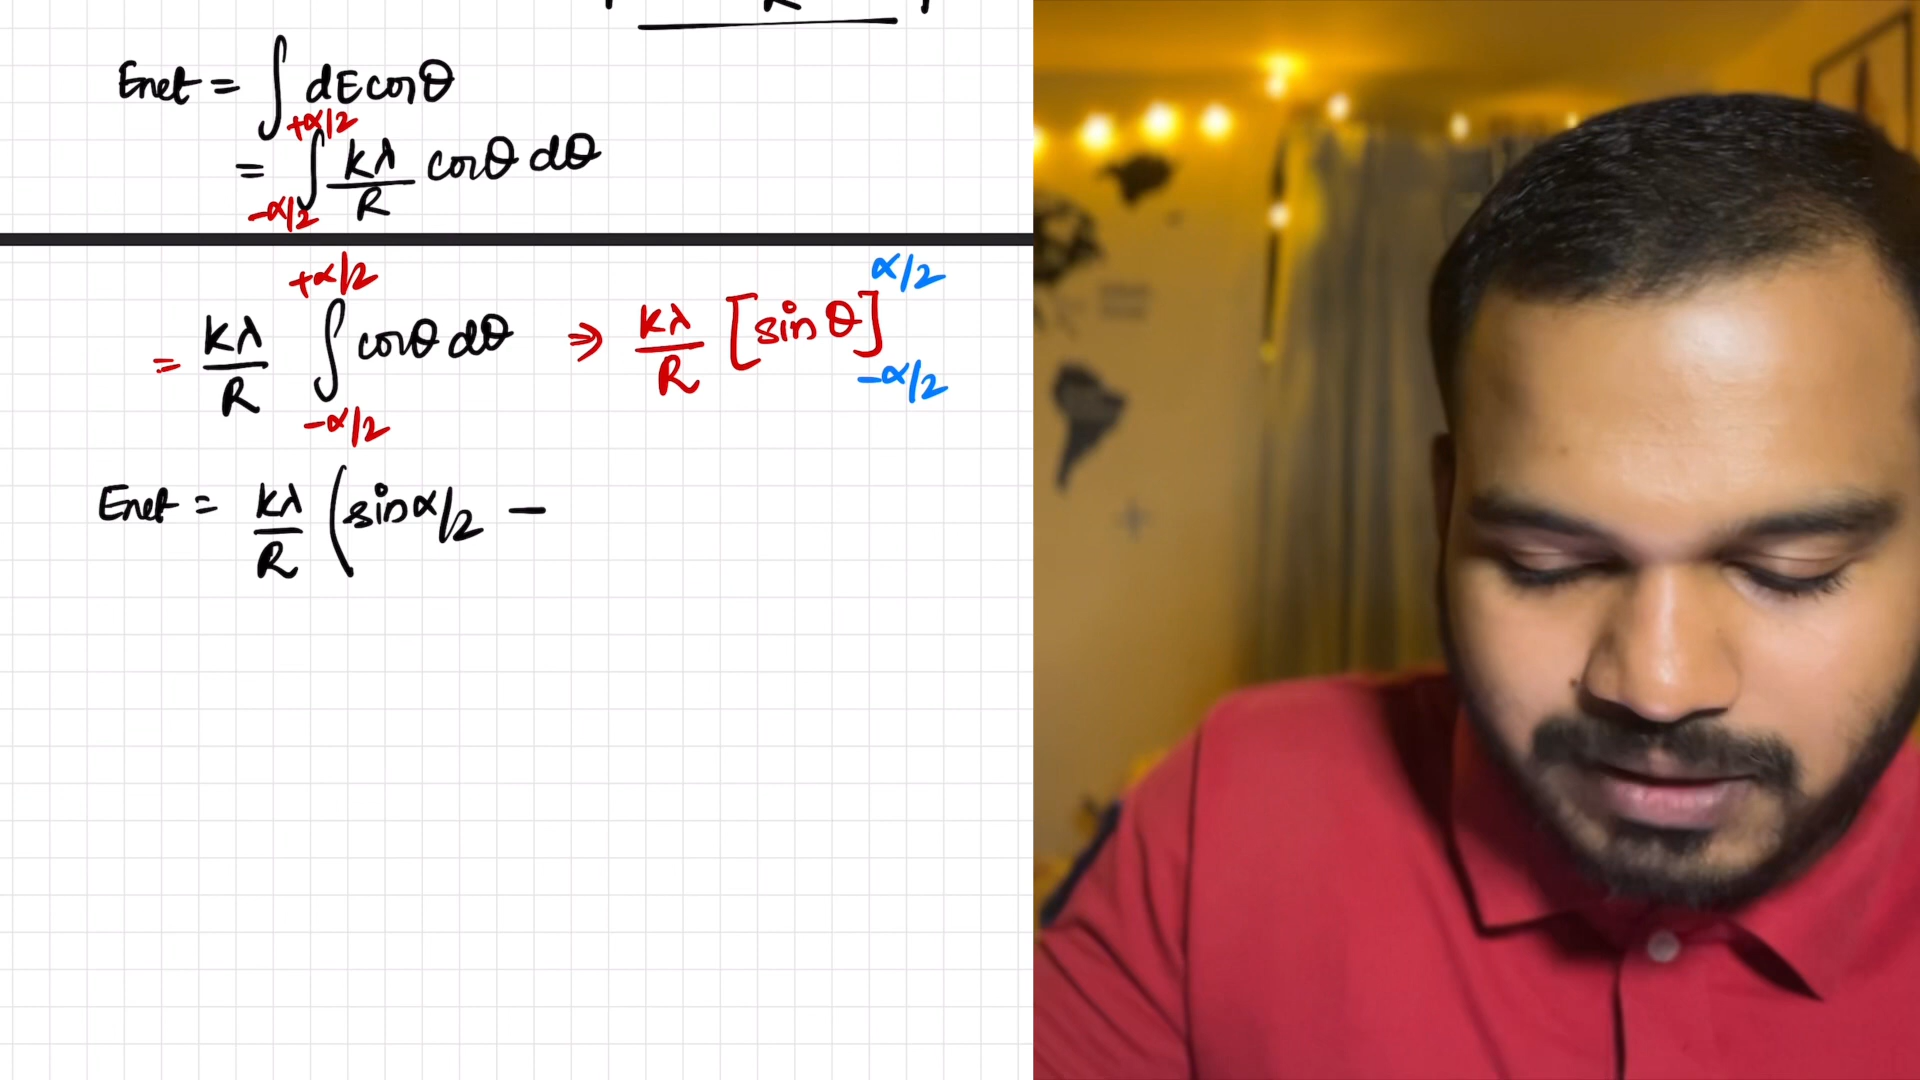 Enet = ∫ dE cosθ
= ∫_{-α/2}^{+α/2} kλ/R cosθ dθ
= kλ/R ∫_{-α/2}^{+α/2} cosθ dθ ⇒ kλ/R [sin θ]_{-α/2}^{α/2}
Enet = kλ/R (sin α/2 −